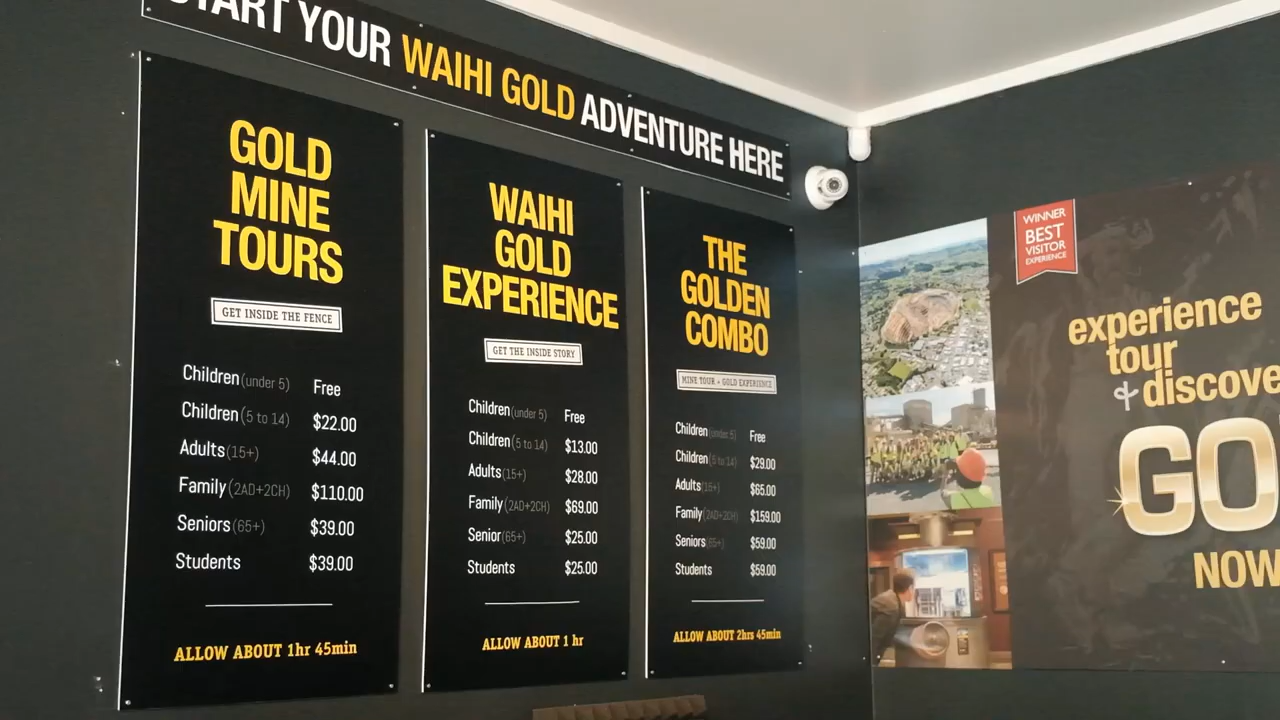 START YOUR WAIHI GOLD ADVENTURE HERE
GOLD
MINE
TOURS
GET INSIDE THE FENCE
Children (under 5) Free
Children (5 to 14) $22.00
Adults (15+) $44.00
Family (2AD+2CH) $110.00
Seniors (65+) $39.00
Students $39.00
ALLOW ABOUT 1hr 45min
WAIHI
GOLD
EXPERIENCE
GET THE INSIDE STORY
Children (under 5) Free
Children (5 to 14) $13.00
Adults (15+) $28.00
Family (2AD+2CH) $69.00
Senior (65+) $25.00
Students $25.00
ALLOW ABOUT 1 hr
THE
GOLDEN
COMBO
MINE TOUR + GOLD EXPERIENCE
Children (under 5) Free
Children (5 to 14) $29.00
Adults (15+) $65.00
Family (2AD+2CH) $159.00
Seniors (65+) $59.00
Students $59.00
ALLOW ABOUT 2hrs 45min
WINNER
BEST
VISITOR
EXPERIENCE
experience
tour
& discove
GO
NOW